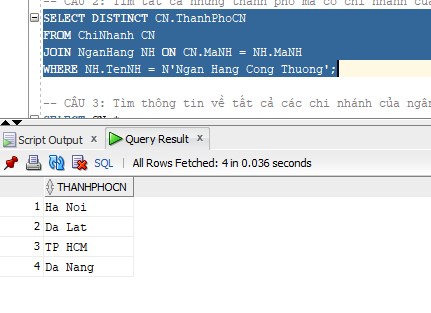 -- CÂU 2: Tìm tất cả những thành phố mà có chi nhánh của
SELECT DISTINCT CN.ThanhPhoCN
FROM ChiNhanh CN
JOIN NganHang NH ON CN.MaNH = NH.MaNH
WHERE NH.TenNH = N'Ngan Hang Cong Thuong';
-- CÂU 3: Tìm thông tin về tất cả các chi nhánh của ngân
SELECT CN.*
Script Output x
Query Result x
SQL | All Rows Fetched: 4 in 0.036 seconds
THANHPHOCN
1 Ha Noi
2 Da Lat
3 TP HCM
4 Da Nang